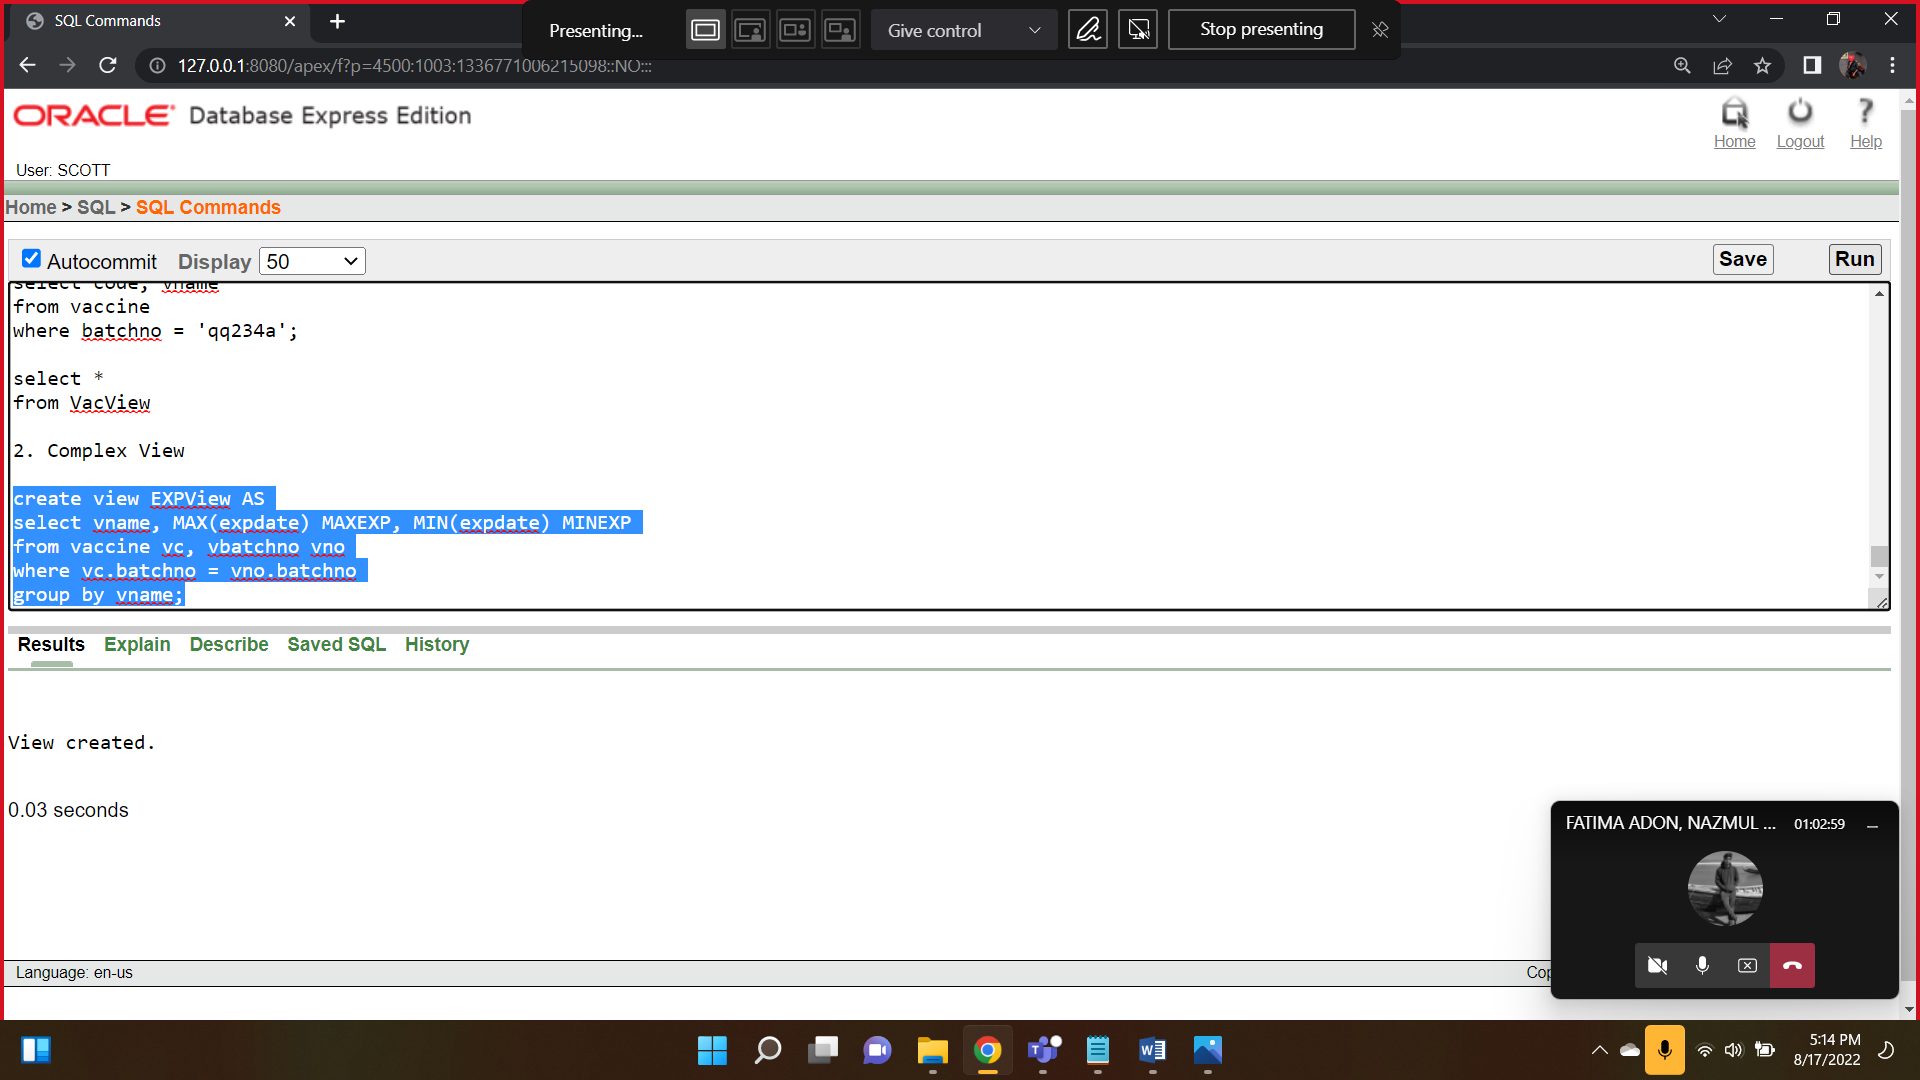 SQL Commands
Presenting...
Give control
Stop presenting
127.0.0.1:8080/apex/f?p=4500:1003:1336771006215098::NO:::
ORACLE Database Express Edition
Home
Logout
Help
User: SCOTT
Home > SQL > SQL Commands
Autocommit Display 50
Save
Run
select code, vname
from vaccine
where batchno = 'qq234a';
select *
from VacView
2. Complex View
create view EXPView AS
select vname, MAX(expdate) MAXEXP, MIN(expdate) MINEXP
from vaccine vc, vbatchno vno
where vc.batchno = vno.batchno
group by vname;
Results Explain Describe Saved SQL History
View created.
0.03 seconds
FATIMA ADON, NAZMUL ... 01:02:59
Language: en-us
Cop
5:14 PM
8/17/2022